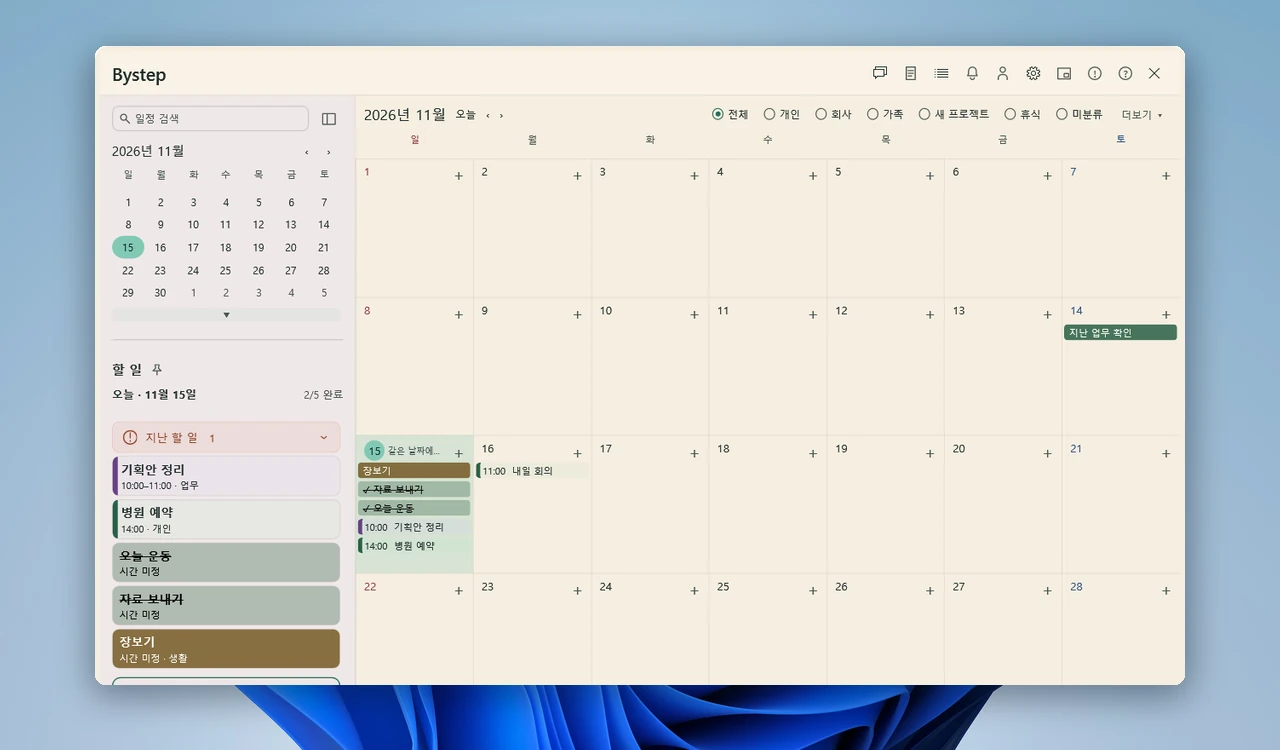 Bystep
일정 검색
2026년 11월
일 월 화 수 목 금 토
1 2 3 4 5 6 7
8 9 10 11 12 13 14
15 16 17 18 19 20 21
22 23 24 25 26 27 28
29 30 1 2 3 4 5
할 일
오늘 · 11월 15일 2/5 완료
지난 할 일 1
기획안 정리
10:00–11:00 · 업무
병원 예약
14:00 · 개인
오늘 운동
시간 미정
자료 보내기
시간 미정
장보기
시간 미정 · 생활
2026년 11월 오늘 전체 개인 회사 가족 새 프로젝트 휴식 미분류 더보기
일 월 화 수 목 금 토
1 2 3 4 5 6 7
8 9 10 11 12 13 14
지난 업무 확인
15 같은 날짜에... 16 17 18 19 20 21
장보기 11:00 내일 회의
✓ 자료 보내기
✓ 오늘 운동
10:00 기획안 정리
14:00 병원 예약
22 23 24 25 26 27 28